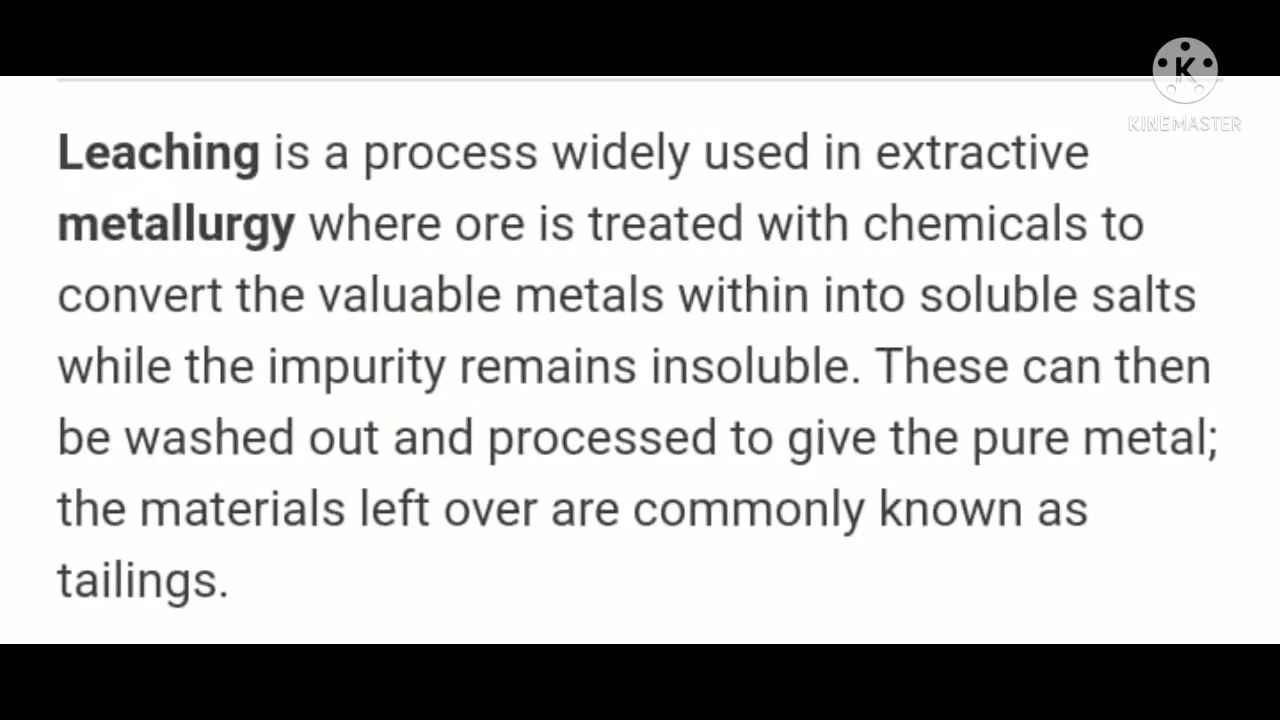 K
KINEMASTER
Leaching is a process widely used in extractive
metallurgy where ore is treated with chemicals to
convert the valuable metals within into soluble salts
while the impurity remains insoluble. These can then
be washed out and processed to give the pure metal;
the materials left over are commonly known as
tailings.